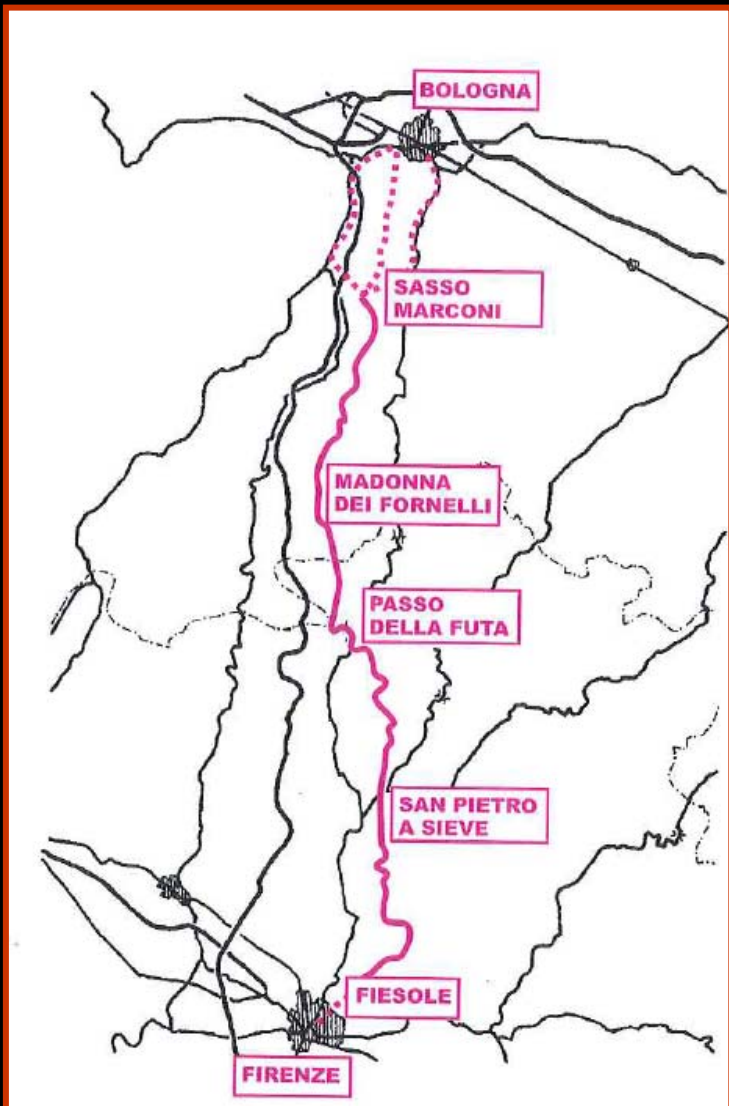 BOLOGNA
SASSO
MARCONI
MADONNA
DEI FORNELLI
PASSO
DELLA FUTA
SAN PIETRO
A SIEVE
FIESOLE
FIRENZE